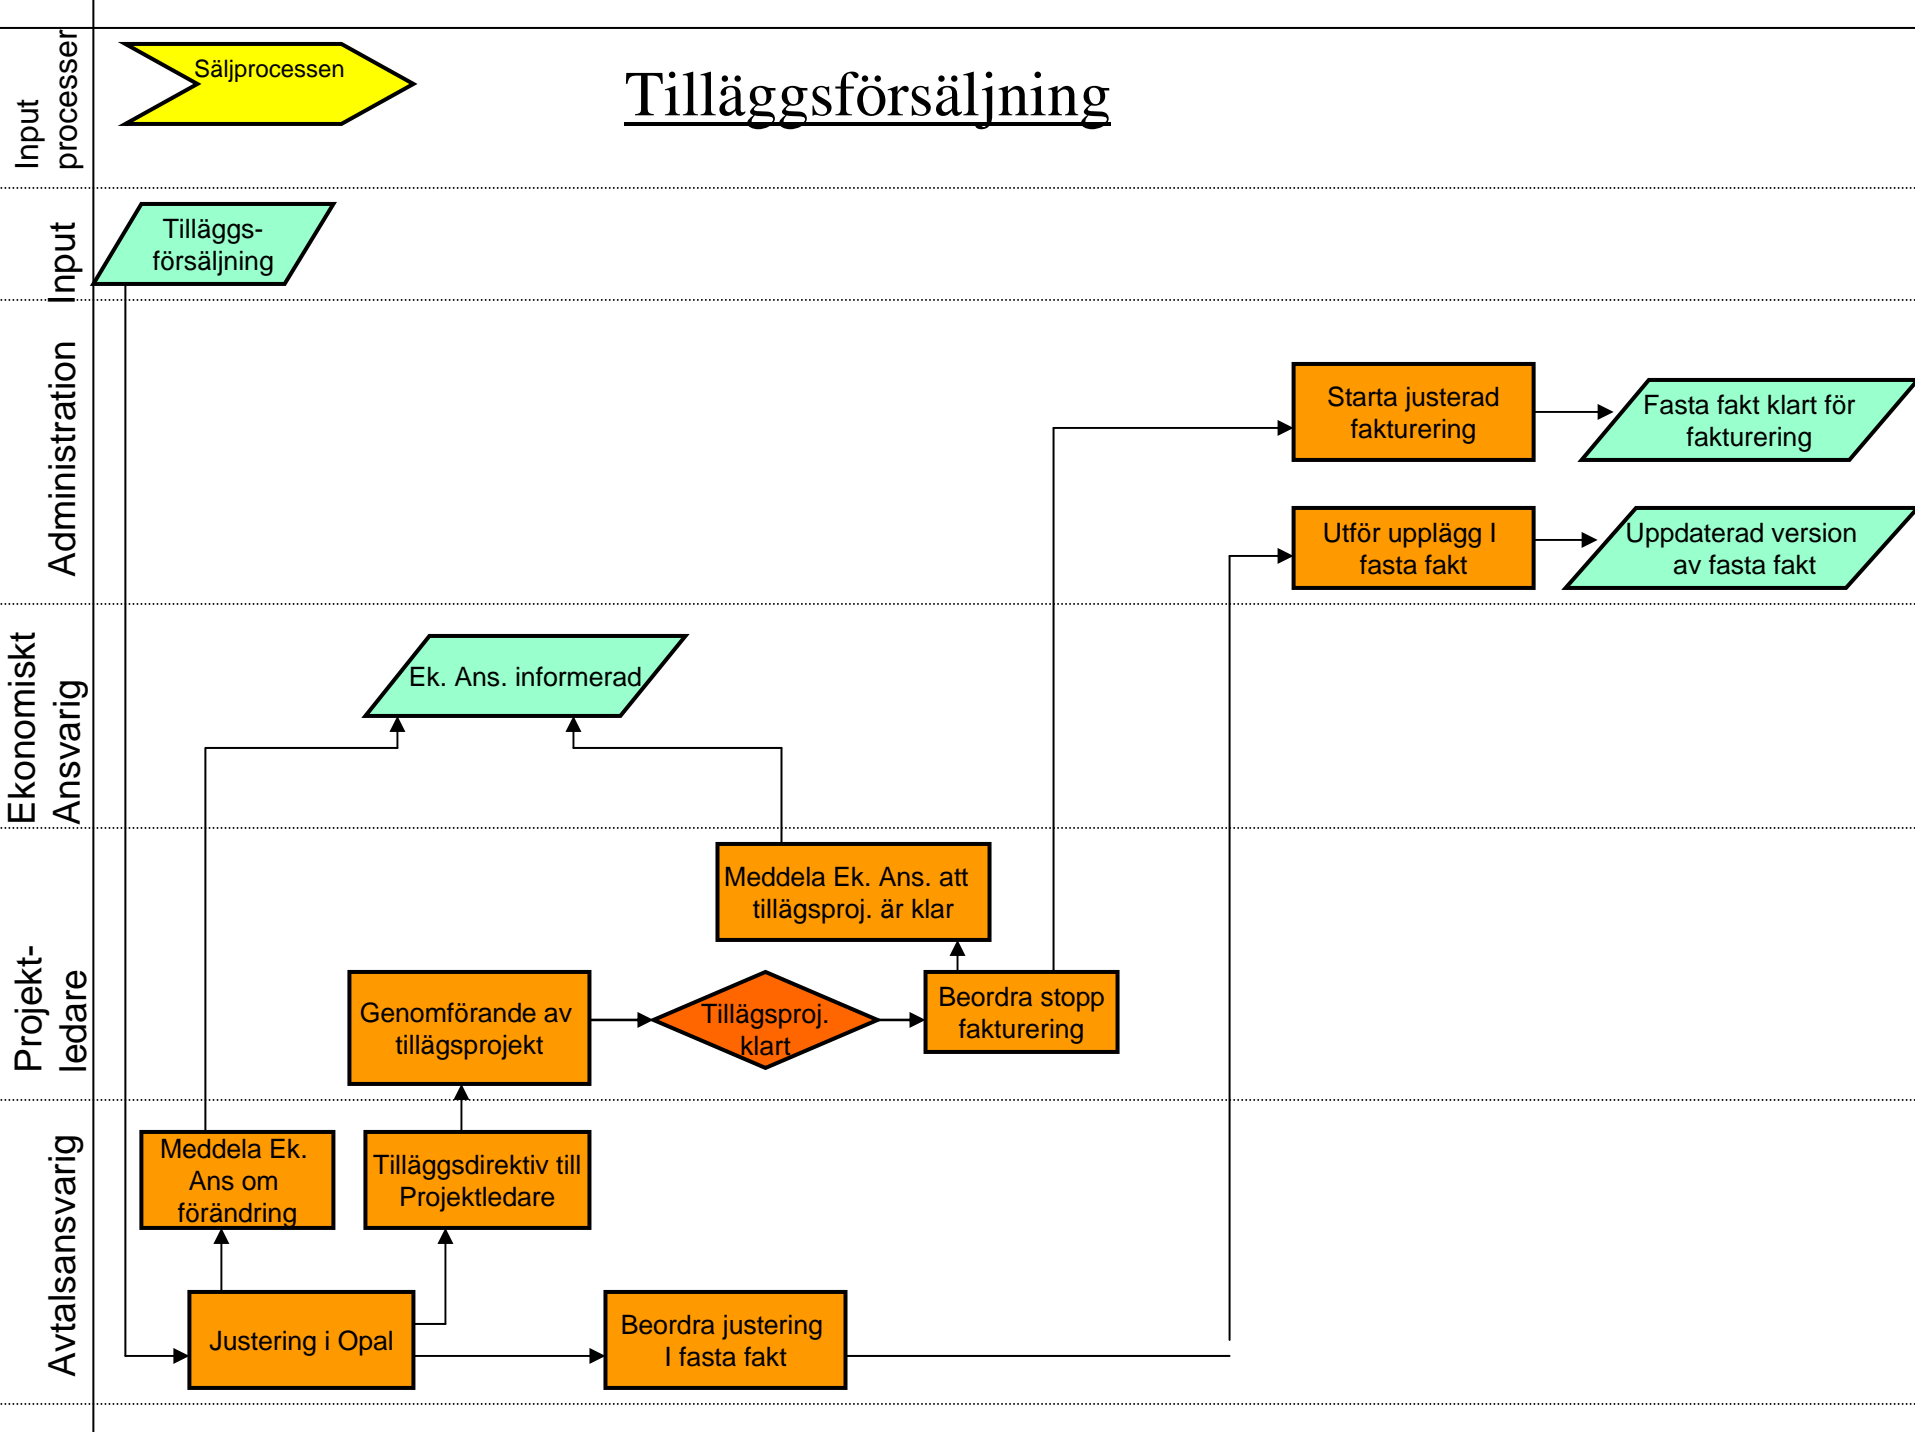 Input
processer
Säljprocessen
Tilläggsförsäljning
Input
Tilläggs-
försäljning
Administration
Starta justerad
fakturering
Fasta fakt klart för
fakturering
Utför upplägg I
fasta fakt
Uppdaterad version
av fasta fakt
Ekonomiskt
Ansvarig
Ek. Ans. informerad
Projekt-
ledare
Meddela Ek. Ans. att
tillägsproj. är klar
Genomförande av
tillägsprojekt
Tillägsproj.
klart
Beordra stopp
fakturering
Avtalsansvarig
Meddela Ek.
Ans om
förändring
Tilläggsdirektiv till
Projektledare
Justering i Opal
Beordra justering
I fasta fakt